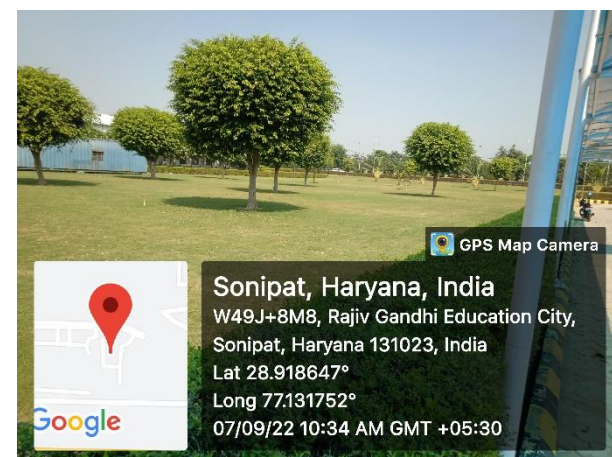 GPS Map Camera
Sonipat, Haryana, India
W49J+8M8, Rajiv Gandhi Education City,
Sonipat, Haryana 131023, India
Lat 28.918647°
Long 77.131752°
07/09/22 10:34 AM GMT +05:30
Google